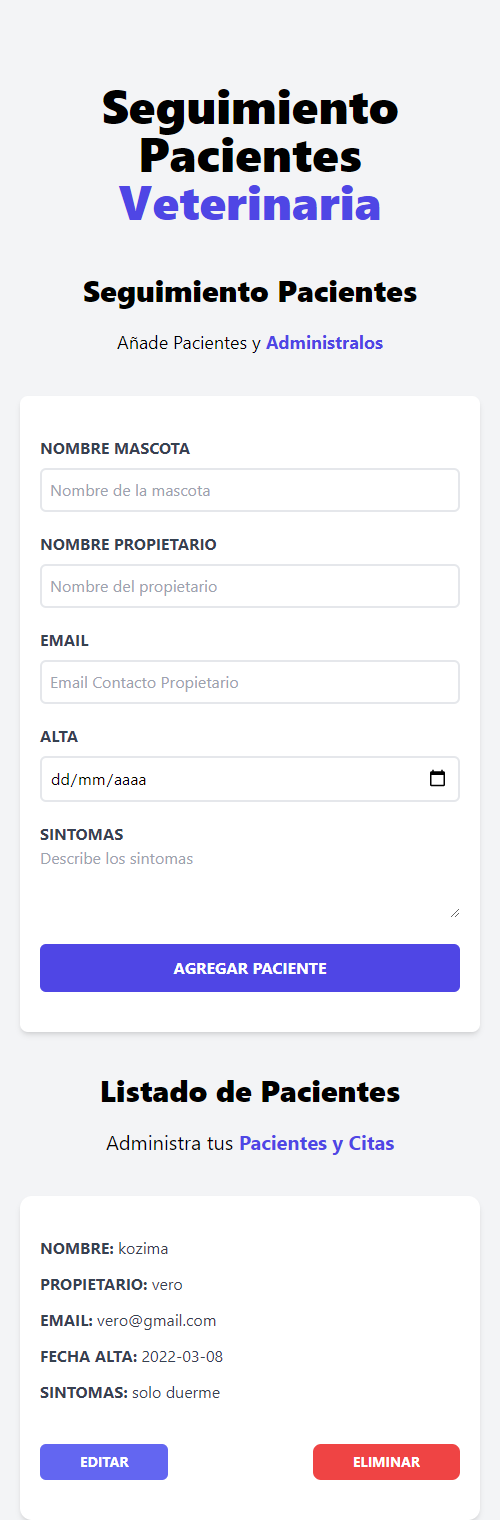 Seguimiento
Pacientes
Veterinaria
Seguimiento Pacientes
Añade Pacientes y Administralos
NOMBRE MASCOTA
Nombre de la mascota
NOMBRE PROPIETARIO
Nombre del propietario
EMAIL
Email Contacto Propietario
ALTA
dd/mm/aaaa
SINTOMAS
Describe los sintomas
AGREGAR PACIENTE
Listado de Pacientes
Administra tus Pacientes y Citas
NOMBRE: kozima
PROPIETARIO: vero
EMAIL: vero@gmail.com
FECHA ALTA: 2022-03-08
SINTOMAS: solo duerme
EDITAR ELIMINAR